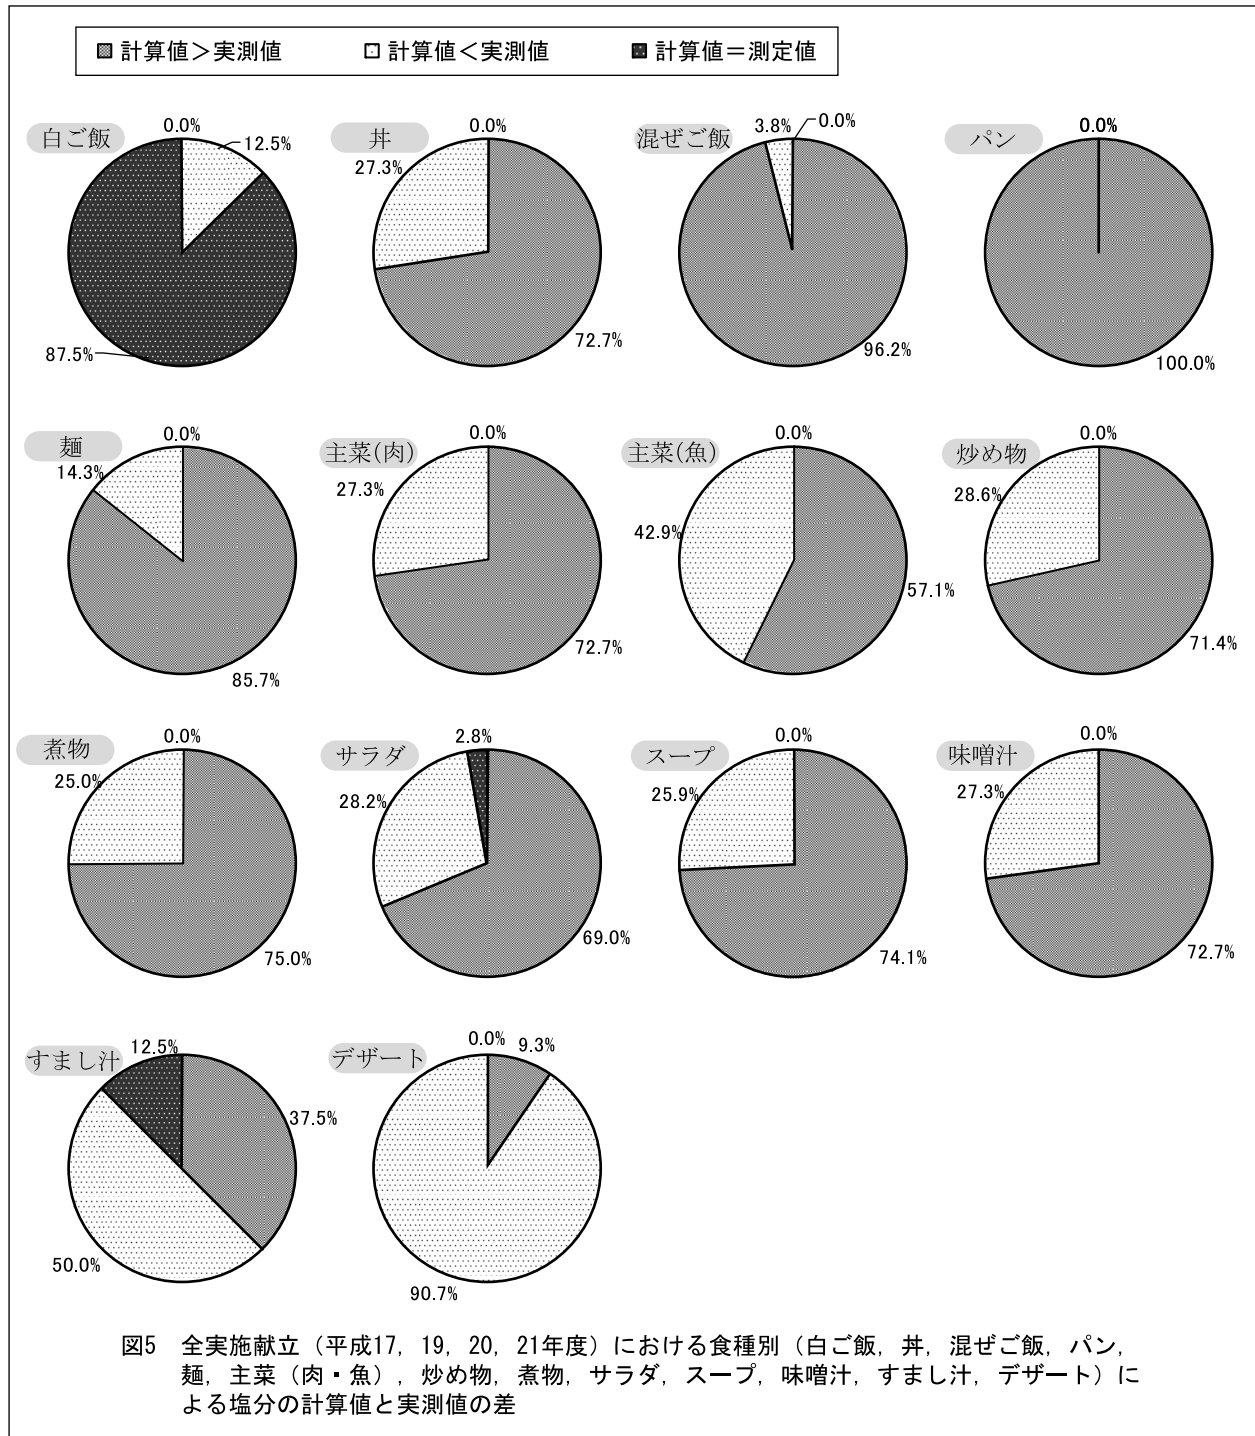 計算値＞実測値 計算値＜実測値 計算値＝測定値
白ご飯
0.0%
12.5%
87.5%
丼
0.0%
27.3%
72.7%
混ぜご飯
3.8%
0.0%
96.2%
パン
0.0%
100.0%
麺
0.0%
14.3%
85.7%
主菜(肉)
0.0%
27.3%
72.7%
主菜(魚)
0.0%
42.9%
57.1%
炒め物
0.0%
28.6%
71.4%
煮物
0.0%
25.0%
75.0%
サラダ
2.8%
28.2%
69.0%
スープ
0.0%
25.9%
74.1%
味噌汁
0.0%
27.3%
72.7%
すまし汁
12.5%
37.5%
50.0%
デザート
0.0%
9.3%
90.7%
図5 全実施献立（平成17，19，20，21年度）における食種別（白ご飯，丼，混ぜご飯，パン，
麺，主菜（肉・魚），炒め物，煮物，サラダ，スープ，味噌汁，すまし汁，デザート）に
よる塩分の計算値と実測値の差